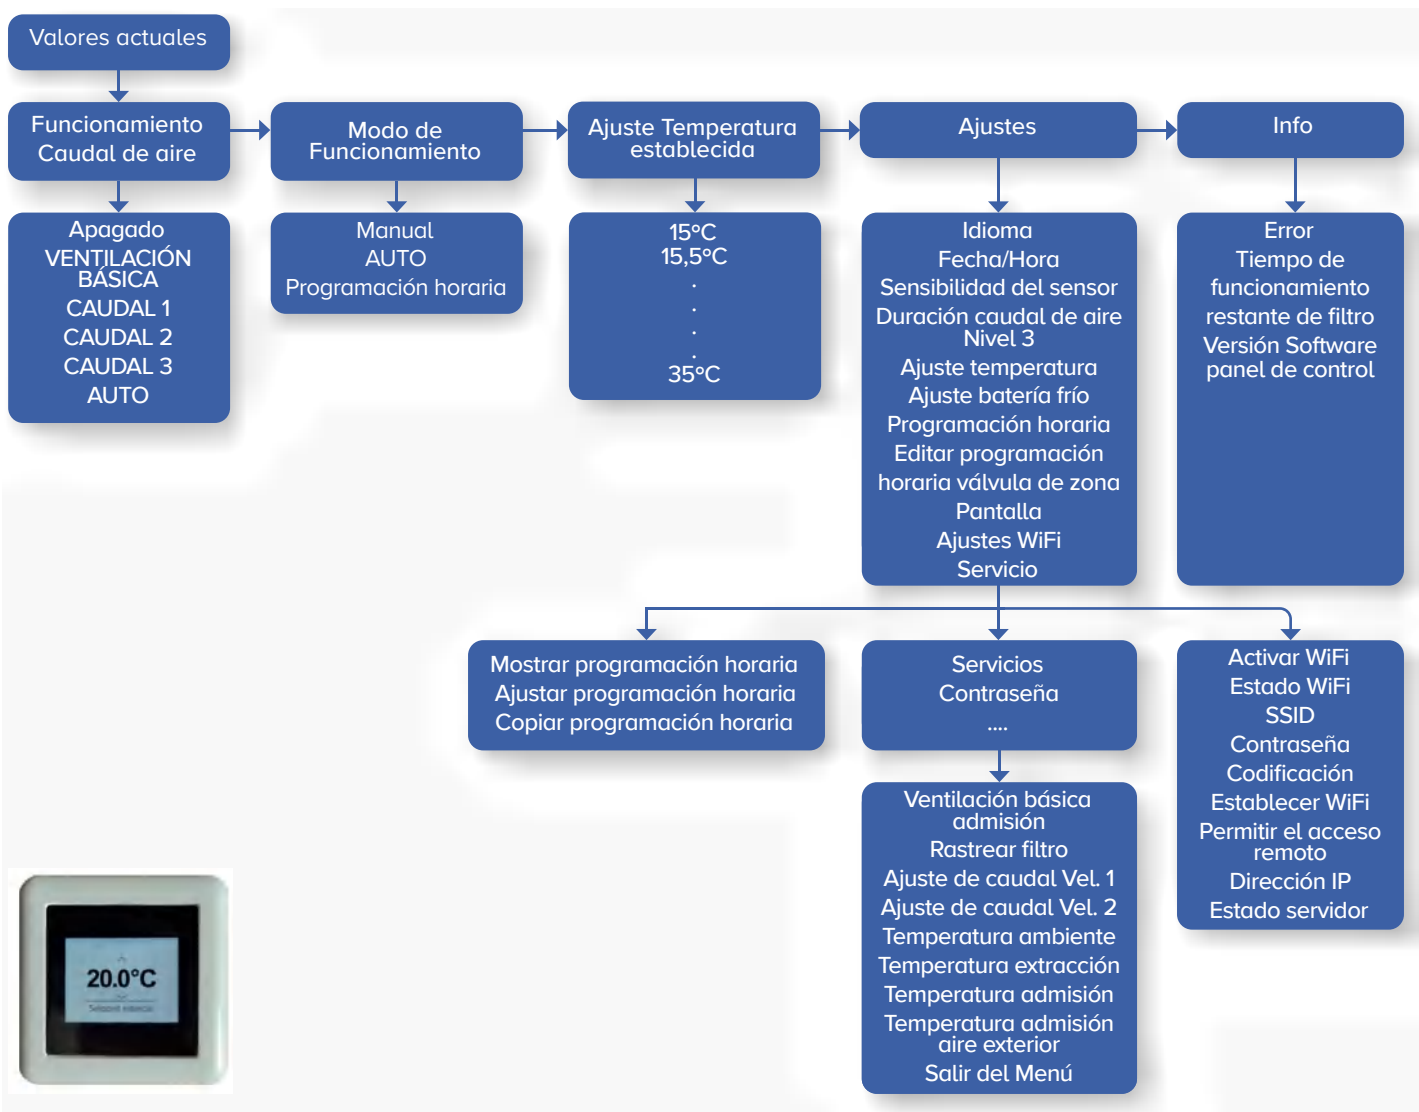 Valores actuales
Funcionamiento
Caudal de aire
Modo de
Funcionamiento
Ajuste Temperatura
establecida
Ajustes
Info
Apagado
VENTILACIÓN
BÁSICA
CAUDAL 1
CAUDAL 2
CAUDAL 3
AUTO
Manual
AUTO
Programación horaria
15ºC
15,5ºC
.
.
.
.
35ºC
Idioma
Fecha/Hora
Sensibilidad del sensor
Duración caudal de aire
Nivel 3
Ajuste temperatura
Ajuste batería frío
Programación horaria
Editar programación
horaria válvula de zona
Pantalla
Ajustes WiFi
Servicio
Error
Tiempo de
funcionamiento
restante de filtro
Versión Software
panel de control
Mostrar programación horaria
Ajustar programación horaria
Copiar programación horaria
Servicios
Contraseña
....
Activar WiFi
Estado WiFi
SSID
Contraseña
Codificación
Establecer WiFi
Permitir el acceso
remoto
Dirección IP
Estado servidor
Ventilación básica
admisión
Rastrear filtro
Ajuste de caudal Vel. 1
Ajuste de caudal Vel. 2
Temperatura ambiente
Temperatura extracción
Temperatura admisión
Temperatura admisión
aire exterior
Salir del Menú
20.0°C